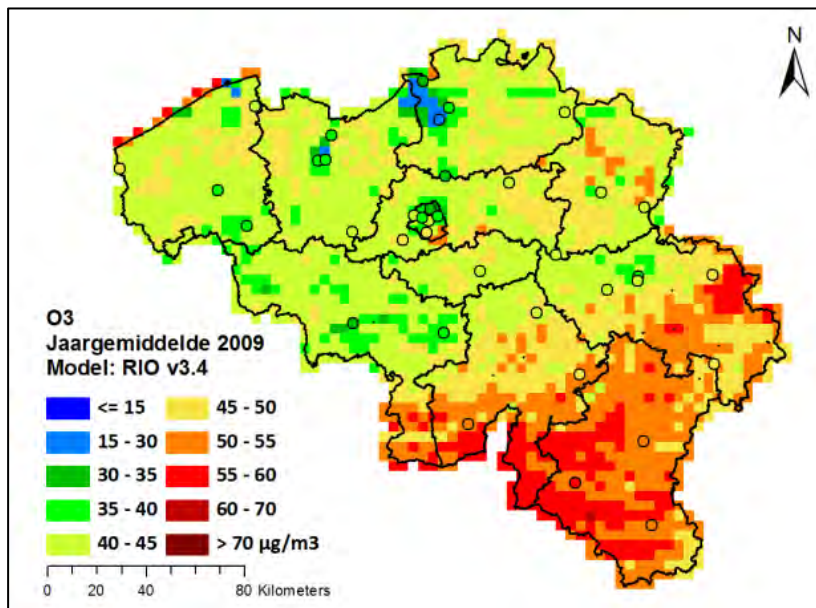 N
O3
Jaargemiddelde 2009
Model: RIO v3.4
<= 15
45 - 50
15 - 30
50 - 55
30 - 35
55 - 60
35 - 40
60 - 70
40 - 45
> 70 µg/m3
0 20 40 80 Kilometers